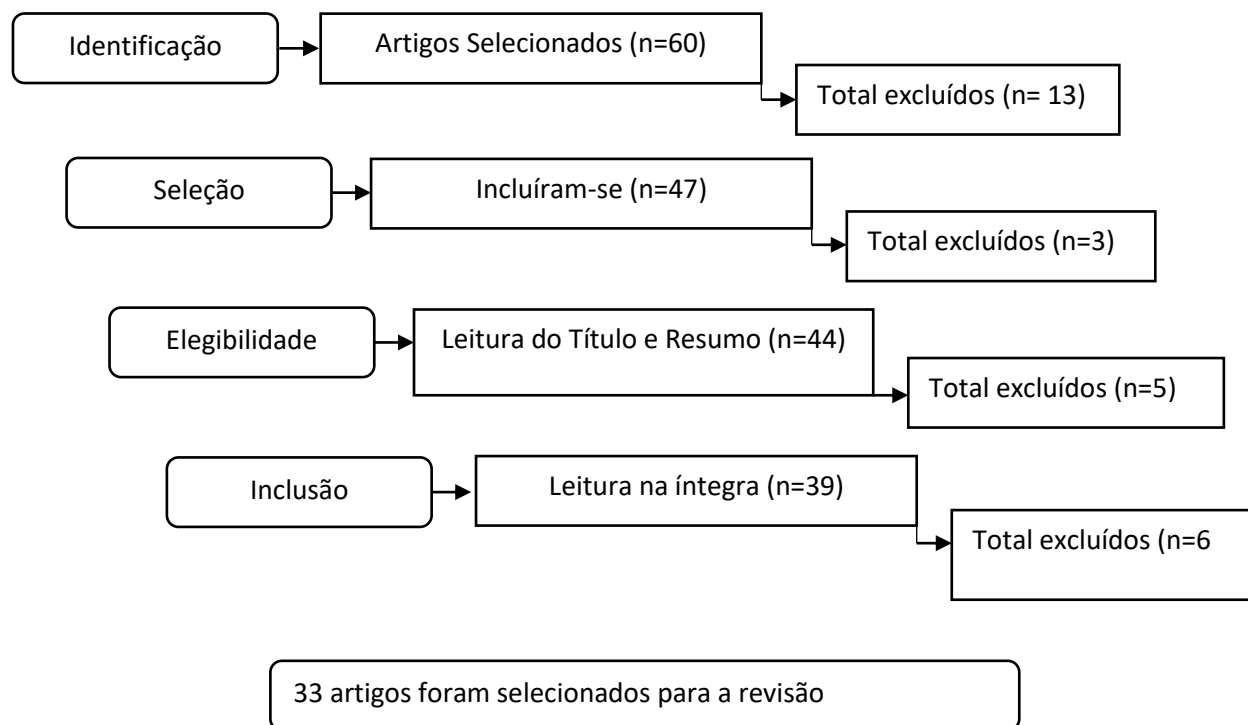 Identificação
Artigos Selecionados (n=60)
Total excluídos (n= 13)
Seleção
Incluíram-se (n=47)
Total excluídos (n=3)
Elegibilidade
Leitura do Título e Resumo (n=44)
Total excluídos (n=5)
Inclusão
Leitura na íntegra (n=39)
Total excluídos (n=6
33 artigos foram selecionados para a revisão